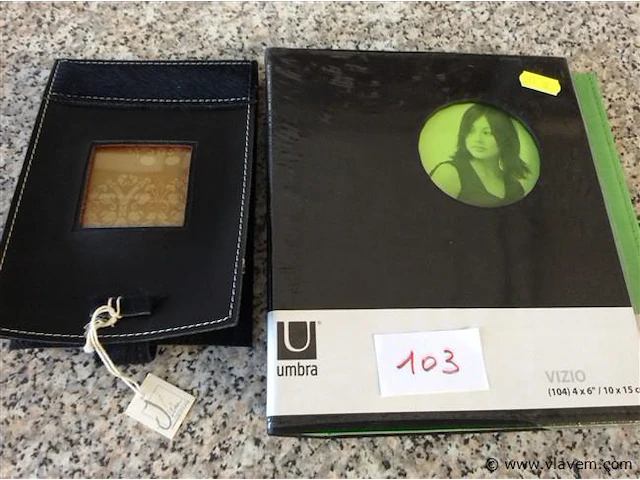 U
umbra
103
VIZIO
(104) 4 x 6" / 10 x 15 c
© www.vlavem.com